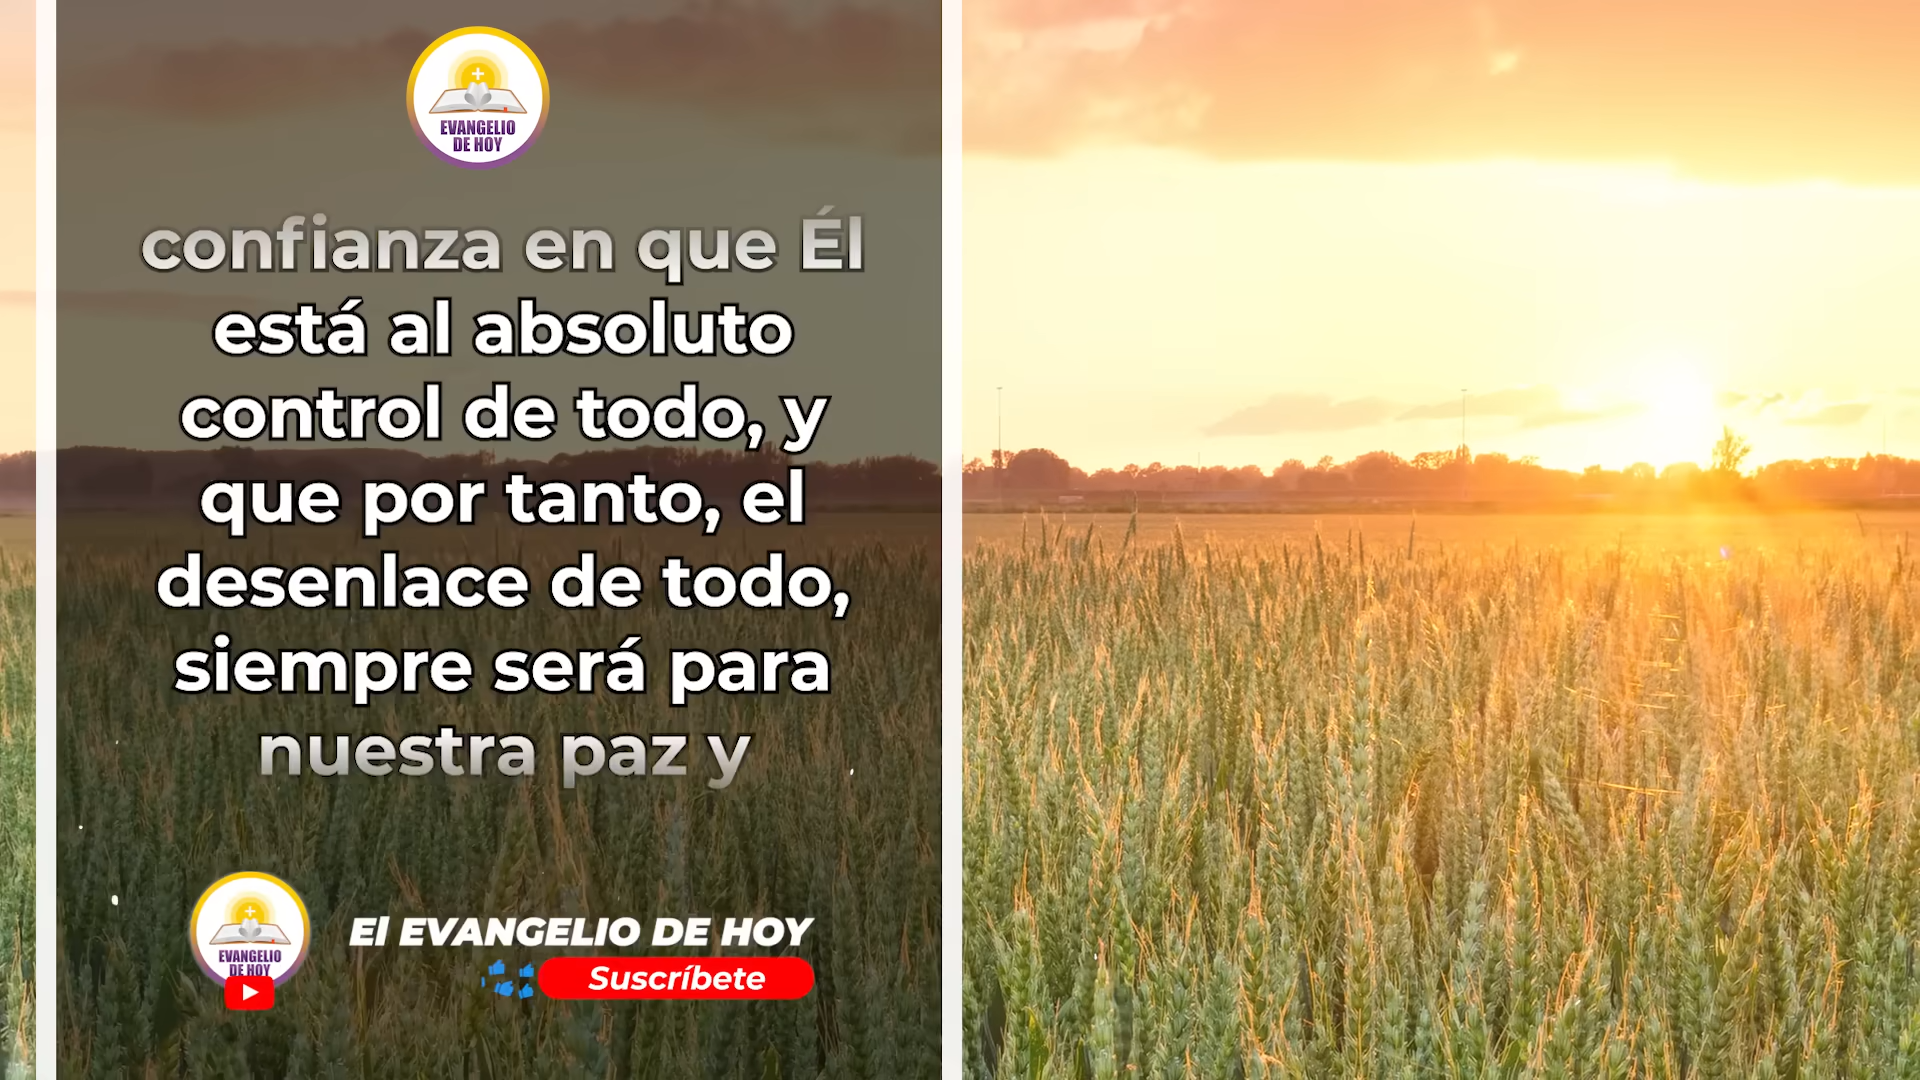 EVANGELIO
DE HOY
confianza en que Él
está al absoluto
control de todo, y
que por tanto, el
desenlace de todo,
siempre será para
nuestra paz y
EVANGELIO
DE HOY
El EVANGELIO DE HOY
Suscríbete